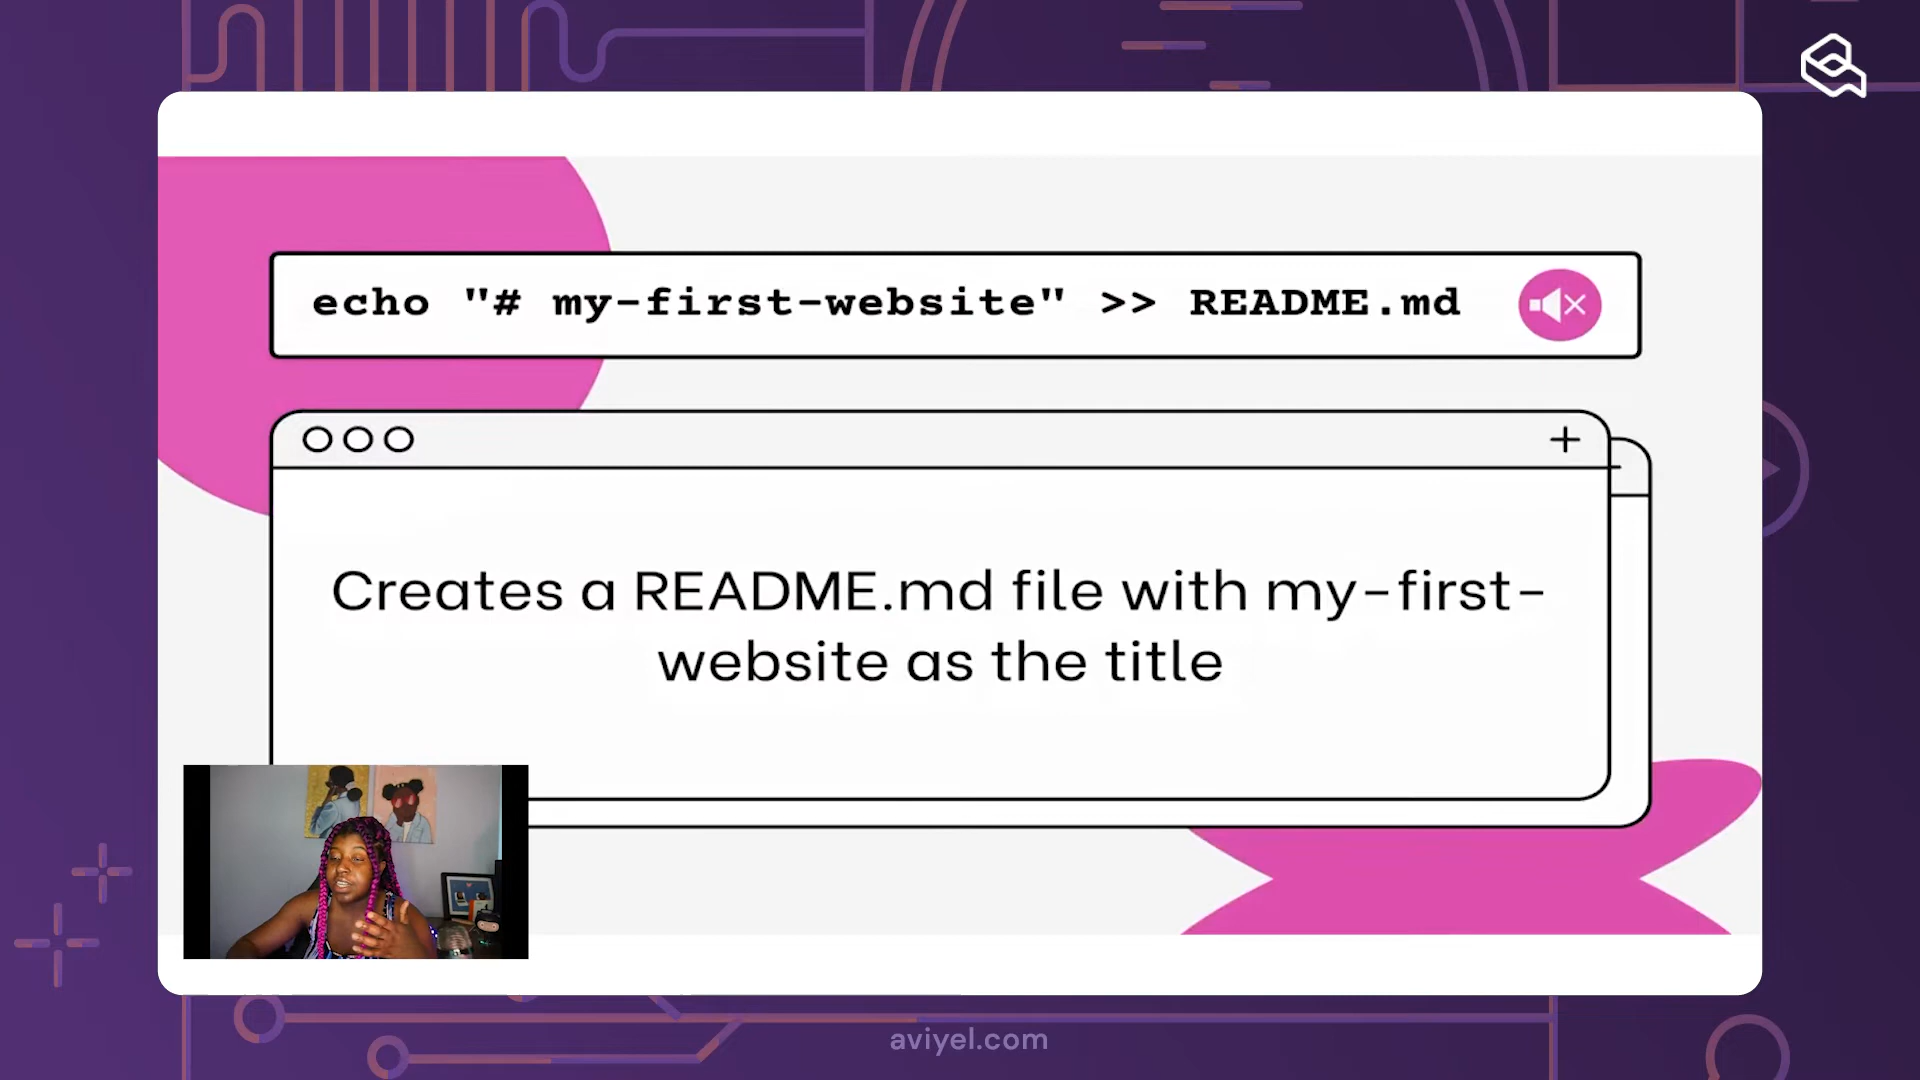 echo "# my-first-website" >> README.md
Creates a README.md file with my-first-
website as the title
aviyel.com